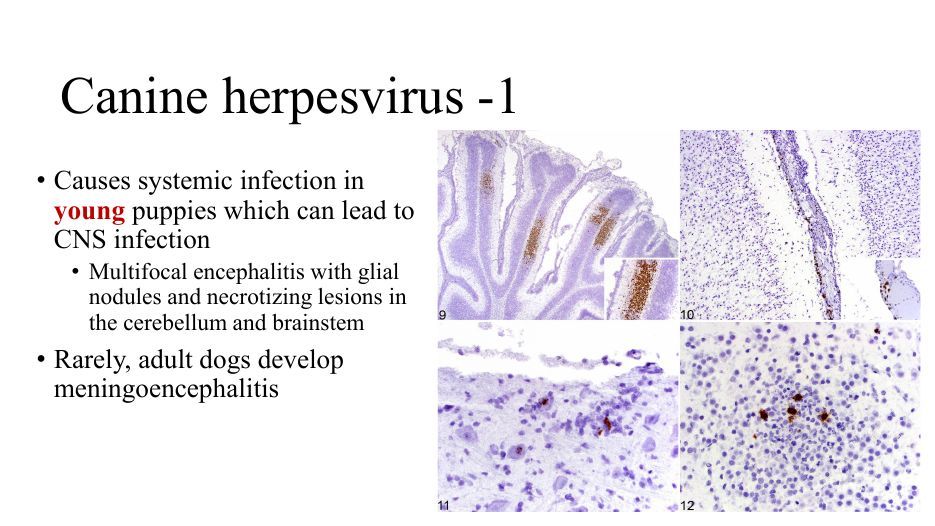 Canine herpesvirus -1
• Causes systemic infection in
young puppies which can lead to
CNS infection
• Multifocal encephalitis with glial
nodules and necrotizing lesions in
the cerebellum and brainstem
• Rarely, adult dogs develop
meningoencephalitis
9
10
11
12